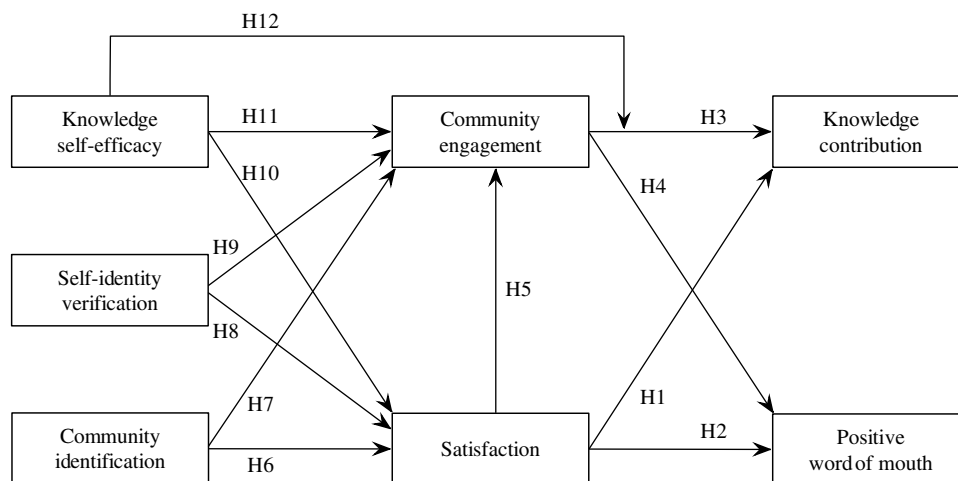 H12
Knowledge
self-efficacy
H11
Community
engagement
H3
Knowledge
contribution
H10
H4
H9
Self-identity
verification
H5
H8
H7
H1
Community
identification
H6
Satisfaction
H2
Positive
word of mouth